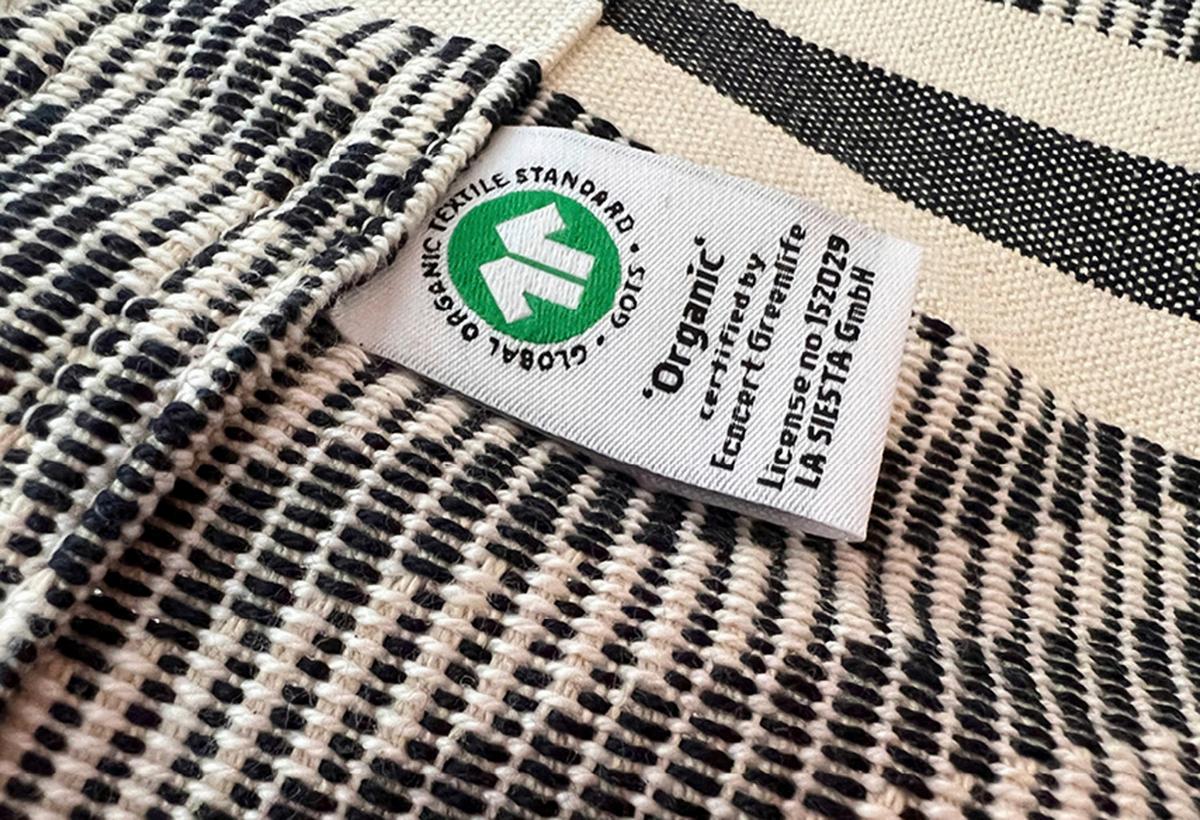 GLOBAL ORGANIC TEXTILE STANDARD • GOTS •
‘Organic‘
certified by
Ecocert Greenlife
License no 152029
LA SIESTA GmbH